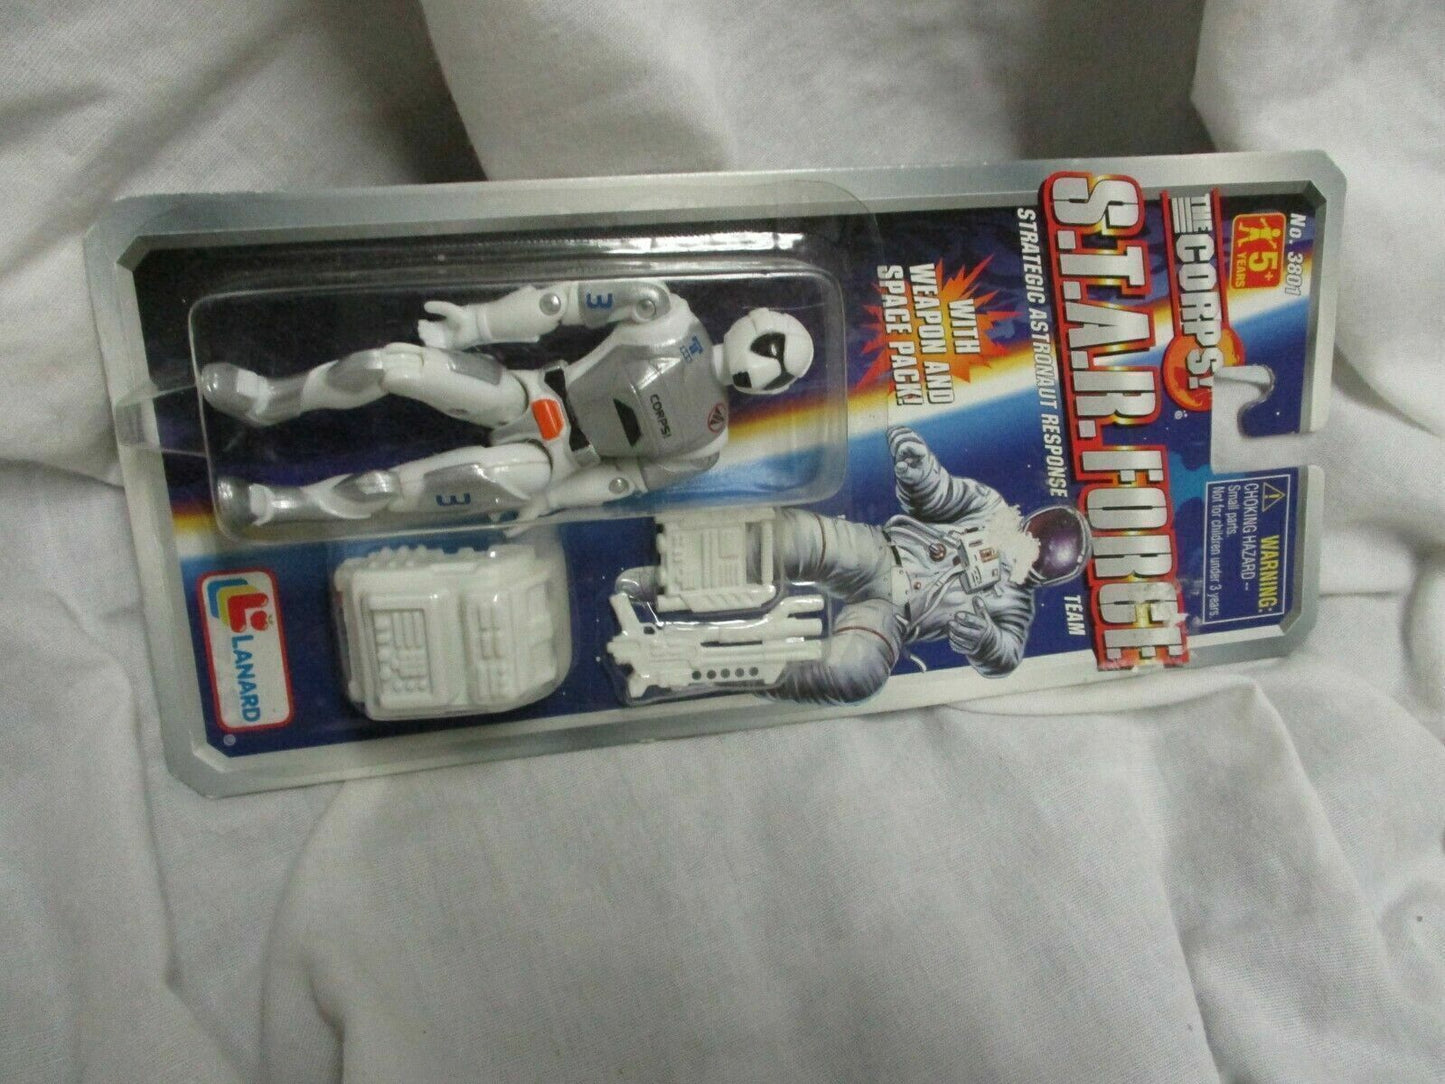 No. 3801
5+
YEARS
THE CORPS!
®
S.T.A.R. FORCE
STRATEGIC ASTRONAUT RESPONSE TEAM
WARNING:
CHOKING HAZARD --
Small parts.
Not for children under 3 years.
WITH
WEAPON AND
SPACE PACK!
3
CORPS!
3
LANARD
®